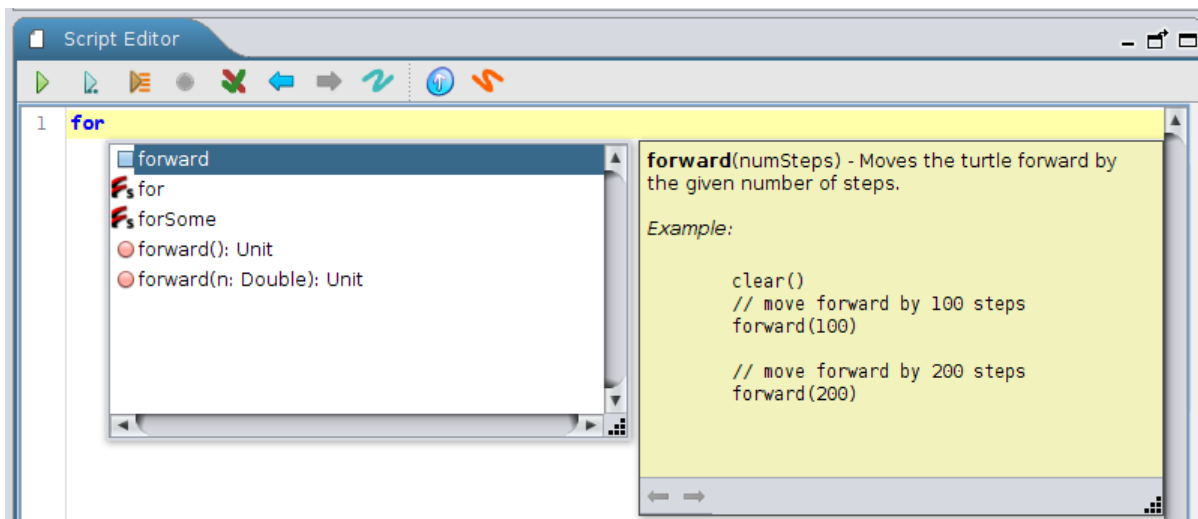 Script Editor
1 for
forward
for
forSome
forward(): Unit
forward(n: Double): Unit
forward(numSteps) - Moves the turtle forward by
the given number of steps.
Example:
clear()
// move forward by 100 steps
forward(100)
// move forward by 200 steps
forward(200)